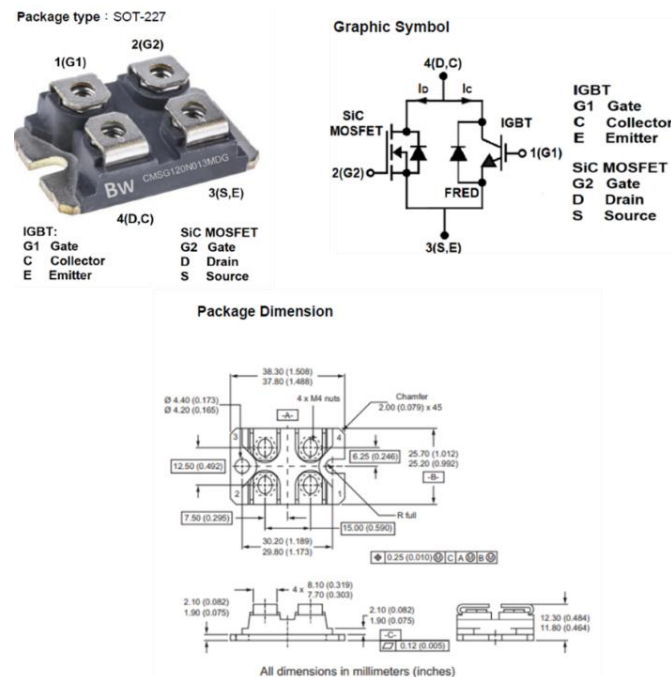 Package type : SOT-227
1(G1)
2(G2)
BW CMSG120N013MDG
3(S,E)
4(D,C)
IGBT:
G1 Gate
C Collector
E Emitter
SiC MOSFET
G2 Gate
D Drain
S Source
Graphic Symbol
4(D,C)
ID IC
SiC
MOSFET
IGBT
1(G1)
2(G2)
FRED
3(S,E)
IGBT
G1 Gate
C Collector
E Emitter
SiC MOSFET
G2 Gate
D Drain
S Source
Package Dimension
38.30 (1.508)
37.80 (1.488)
Ø 4.40 (0.173)
Ø 4.20 (0.165)
4 x M4 nuts
Chamfer
2.00 (0.079) x 45
-A-
3
4
6.25 (0.246)
25.70 (1.012)
25.20 (0.992)
12.50 (0.492)
-B-
2
1
R full
7.50 (0.295)
15.00 (0.590)
30.20 (1.189)
29.80 (1.173)
⌖ 0.25 (0.010) Ⓜ C A Ⓜ B Ⓜ
2.10 (0.082)
1.90 (0.075)
4 x
8.10 (0.319)
7.70 (0.303)
2.10 (0.082)
1.90 (0.075)
-C-
⏥ 0.12 (0.005)
12.30 (0.484)
11.80 (0.464)
All dimensions in millimeters (inches)